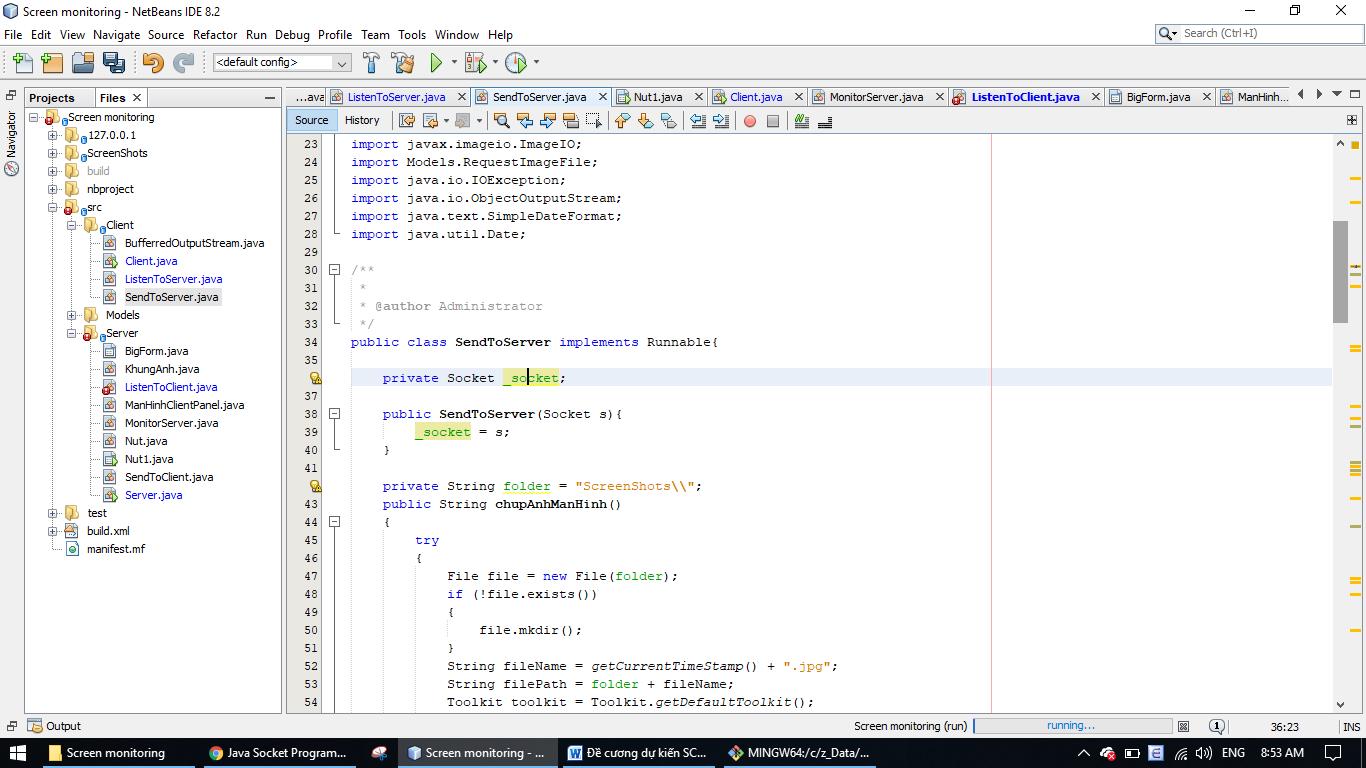 Screen monitoring - NetBeans IDE 8.2
File Edit View Navigate Source Refactor Run Debug Profile Team Tools Window Help
Search (Ctrl+I)
<default config>
Projects Files
...ava ListenToServer.java SendToServer.java Nut1.java Client.java MonitorServer.java ListenToClient.java BigForm.java ManHinh...
Source History
Navigator
Screen monitoring
127.0.0.1
ScreenShots
build
nbproject
src
Client
BufferredOutputStream.java
Client.java
ListenToServer.java
SendToServer.java
Models
Server
BigForm.java
KhungAnh.java
ListenToClient.java
ManHinhClientPanel.java
MonitorServer.java
Nut.java
Nut1.java
SendToClient.java
Server.java
test
build.xml
manifest.mf
23 import javax.imageio.ImageIO;
24 import Models.RequestImageFile;
25 import java.io.IOException;
26 import java.io.ObjectOutputStream;
27 import java.text.SimpleDateFormat;
28 import java.util.Date;
29
30 /**
31 *
32 * @author Administrator
33 */
34 public class SendToServer implements Runnable{
35
private Socket _socket;
37
38 public SendToServer(Socket s){
39 _socket = s;
40 }
41
private String folder = "ScreenShots\\";
43 public String chupAnhManHinh()
44 {
45 try
46 {
47 File file = new File(folder);
48 if (!file.exists())
49 {
50 file.mkdir();
51 }
52 String fileName = getCurrentTimeStamp() + ".jpg";
53 String filePath = folder + fileName;
54 Toolkit toolkit = Toolkit.getDefaultToolkit();
Output
Screen monitoring (run) running... 1 36:23 INS
Screen monitoring Java Socket Program... Screen monitoring - ... Đề cương dự kiến SC... MINGW64:/c/z_Data/... ENG 8:53 AM